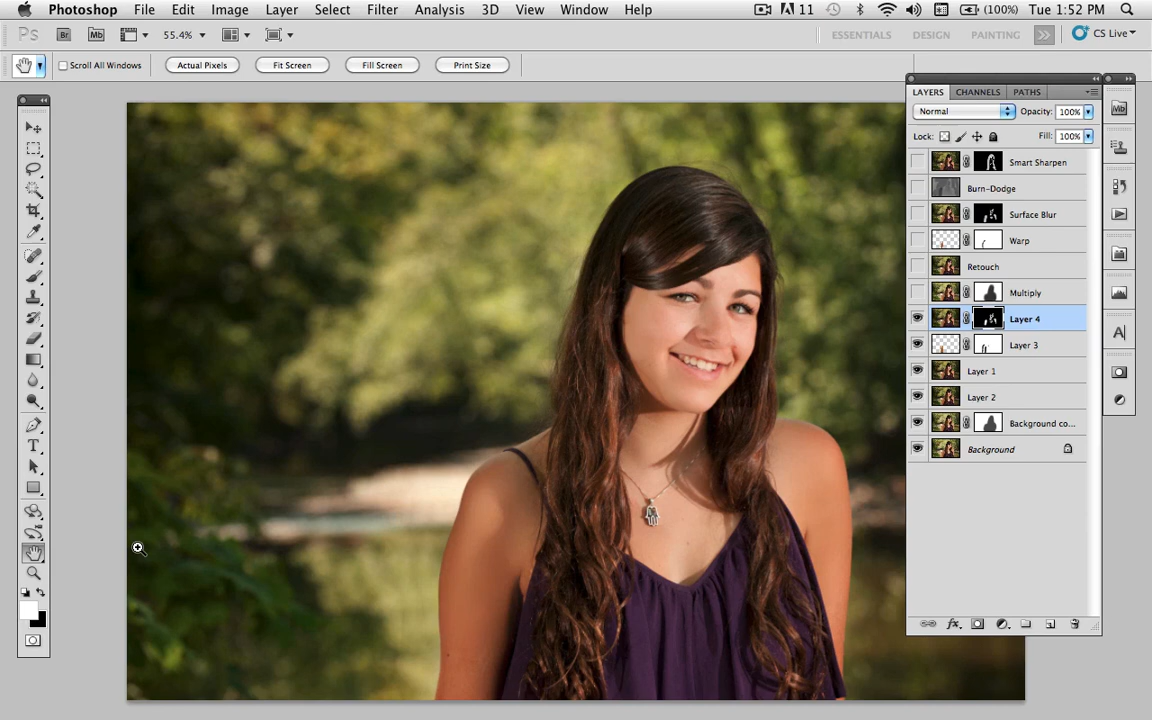 Photoshop File Edit Image Layer Select Filter Analysis 3D View Window Help 11 (100%) Tue 1:52 PM
Ps Br Mb 55.4% ESSENTIALS DESIGN PAINTING CS Live
Scroll All Windows Actual Pixels Fit Screen Fill Screen Print Size
LAYERS CHANNELS PATHS
Normal Opacity: 100%
Lock: Fill: 100%
Smart Sharpen
Burn-Dodge
Surface Blur
Warp
Retouch
Multiply
Layer 4
Layer 3
Layer 1
Layer 2
Background co...
Background
Mb
A
T
fx